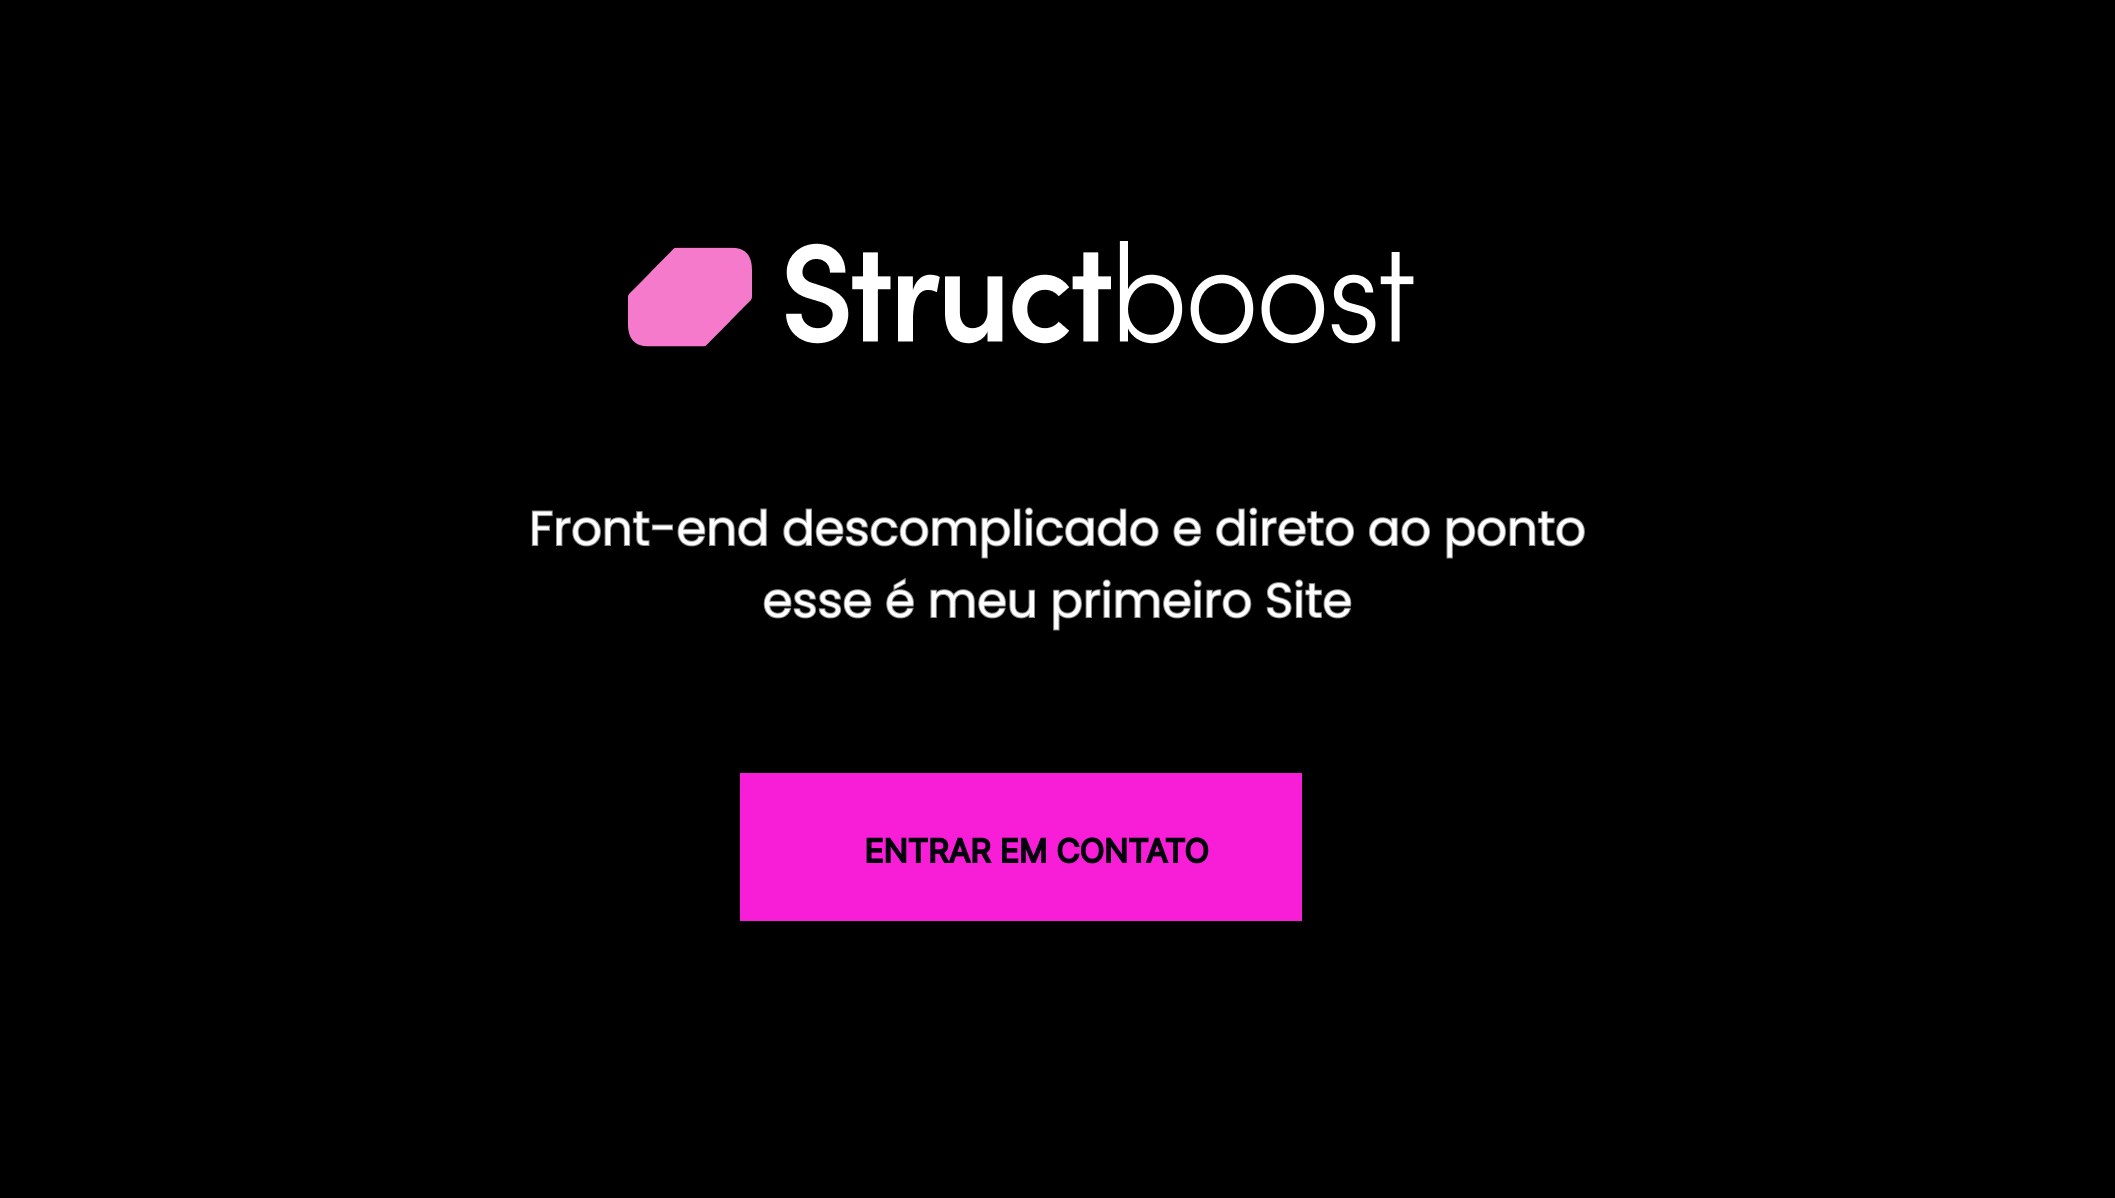 Structboost
Front-end descomplicado e direto ao ponto
esse é meu primeiro Site
ENTRAR EM CONTATO